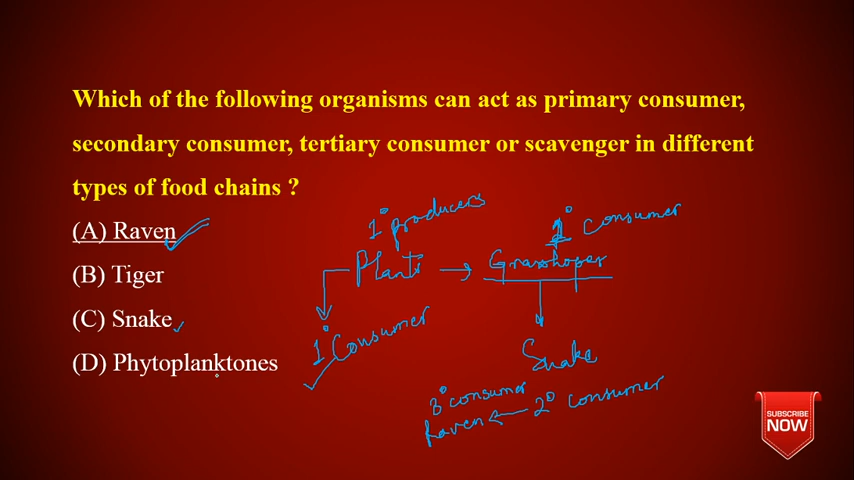 Which of the following organisms can act as primary consumer,
secondary consumer, tertiary consumer or scavenger in different
types of food chains ?
(A) Raven
(B) Tiger
(C) Snake
(D) Phytoplanktones
1° producers
1° Consumer
Plants → Grasshoper
1° Consumer
Snake
3° consumer
Raven ← 2° consumer
SUBSCRIBE
NOW